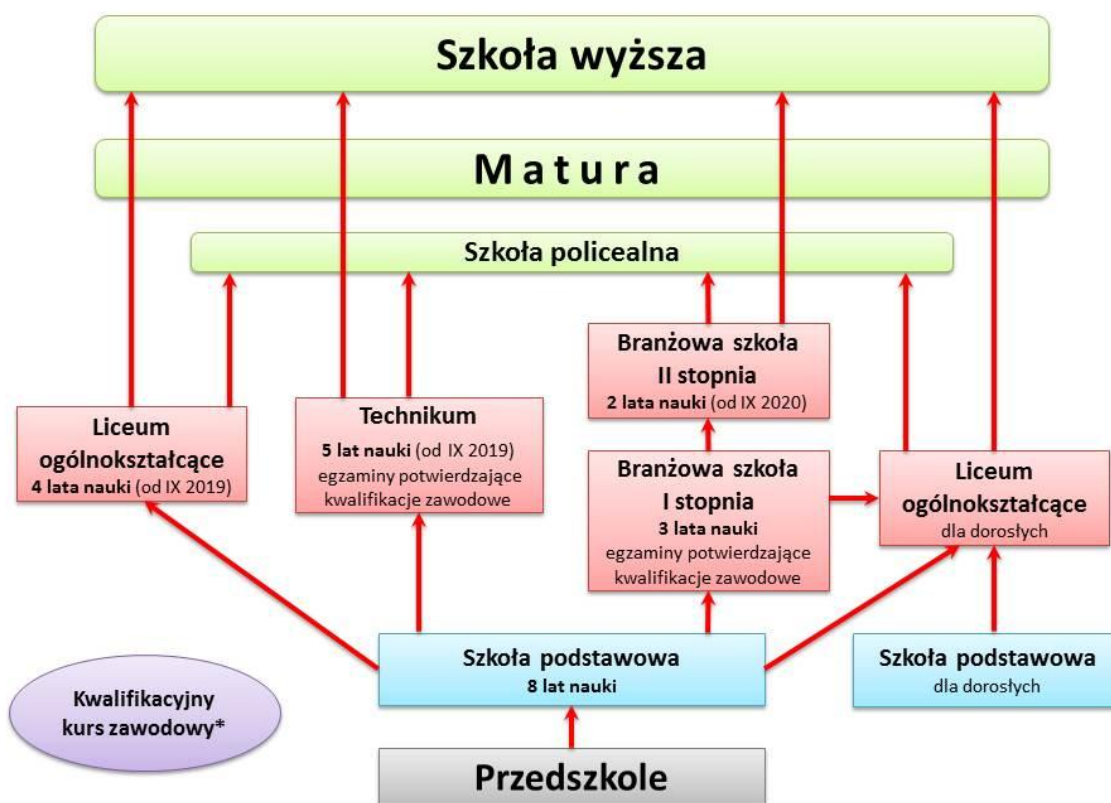 Szkoła wyższa
Matura
Szkoła policealna
Branżowa szkoła
II stopnia
2 lata nauki (od IX 2020)
Liceum
ogólnokształcące
4 lata nauki (od IX 2019)
Technikum
5 lat nauki (od IX 2019)
egzaminy potwierdzające
kwalifikacje zawodowe
Branżowa szkoła
I stopnia
3 lata nauki
egzaminy potwierdzające
kwalifikacje zawodowe
Liceum
ogólnokształcące
dla dorosłych
Szkoła podstawowa
8 lat nauki
Szkoła podstawowa
dla dorosłych
Kwalifikacyjny
kurs zawodowy*
Przedszkole